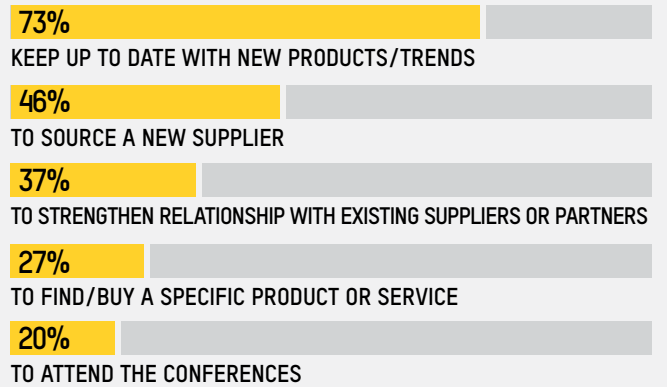 73%
KEEP UP TO DATE WITH NEW PRODUCTS/TRENDS
46%
TO SOURCE A NEW SUPPLIER
37%
TO STRENGTHEN RELATIONSHIP WITH EXISTING SUPPLIERS OR PARTNERS
27%
TO FIND/BUY A SPECIFIC PRODUCT OR SERVICE
20%
TO ATTEND THE CONFERENCES